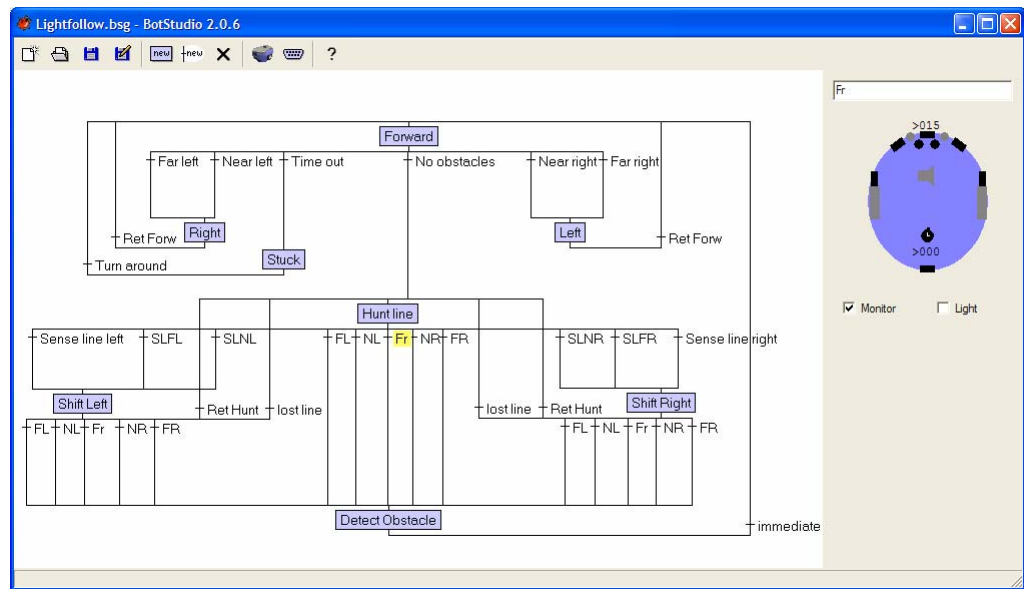 Lightfollow.bsg - BotStudio 2.0.6
new new ?
Fr
>015
Forward
Far left Near left Time out No obstacles Near right Far right
Right Left
Ret Forw Ret Forw
Stuck
Turn around
>000
Monitor Light
Hunt line
Sense line left SLFL SLNL FL NL Fr NR FR SLNR SLFR Sense line right
Shift Left Shift Right
Ret Hunt lost line lost line Ret Hunt
FL NL Fr NR FR FL NL Fr NR FR
Detect Obstacle
immediate